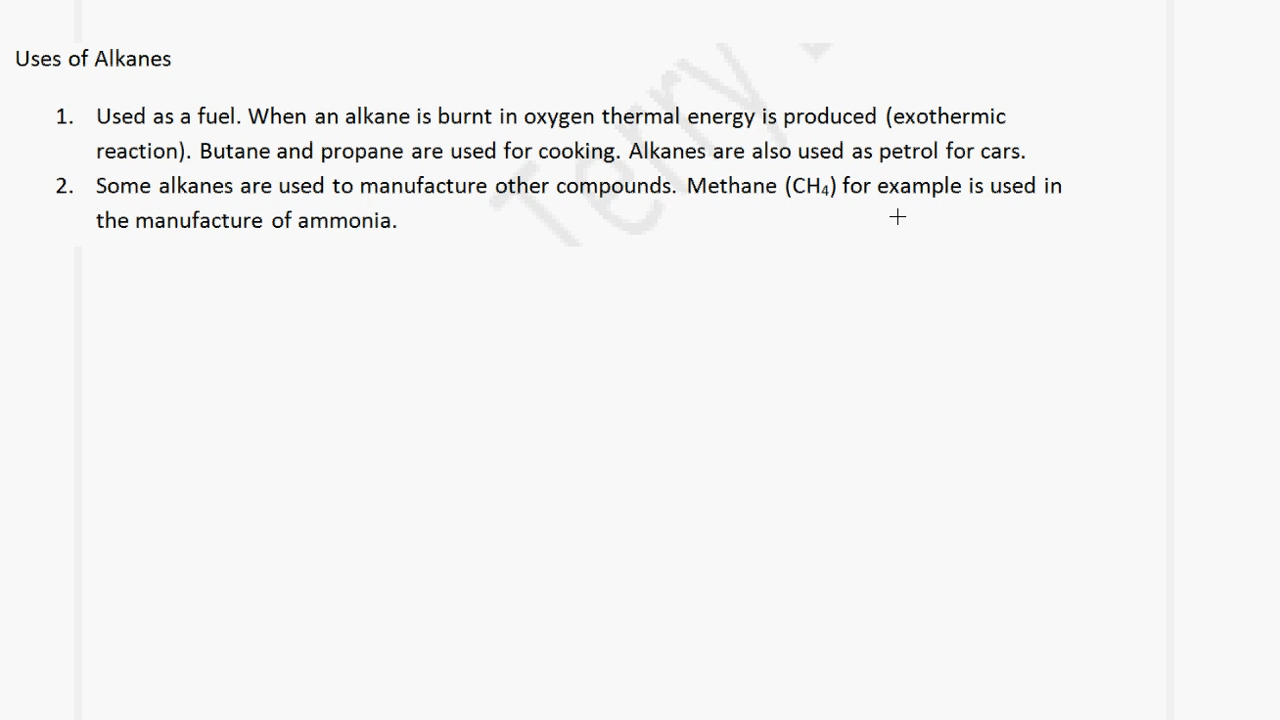 Uses of Alkanes
1. Used as a fuel. When an alkane is burnt in oxygen thermal energy is produced (exothermic
reaction). Butane and propane are used for cooking. Alkanes are also used as petrol for cars.
2. Some alkanes are used to manufacture other compounds. Methane (CH₄) for example is used in
the manufacture of ammonia.
Terry